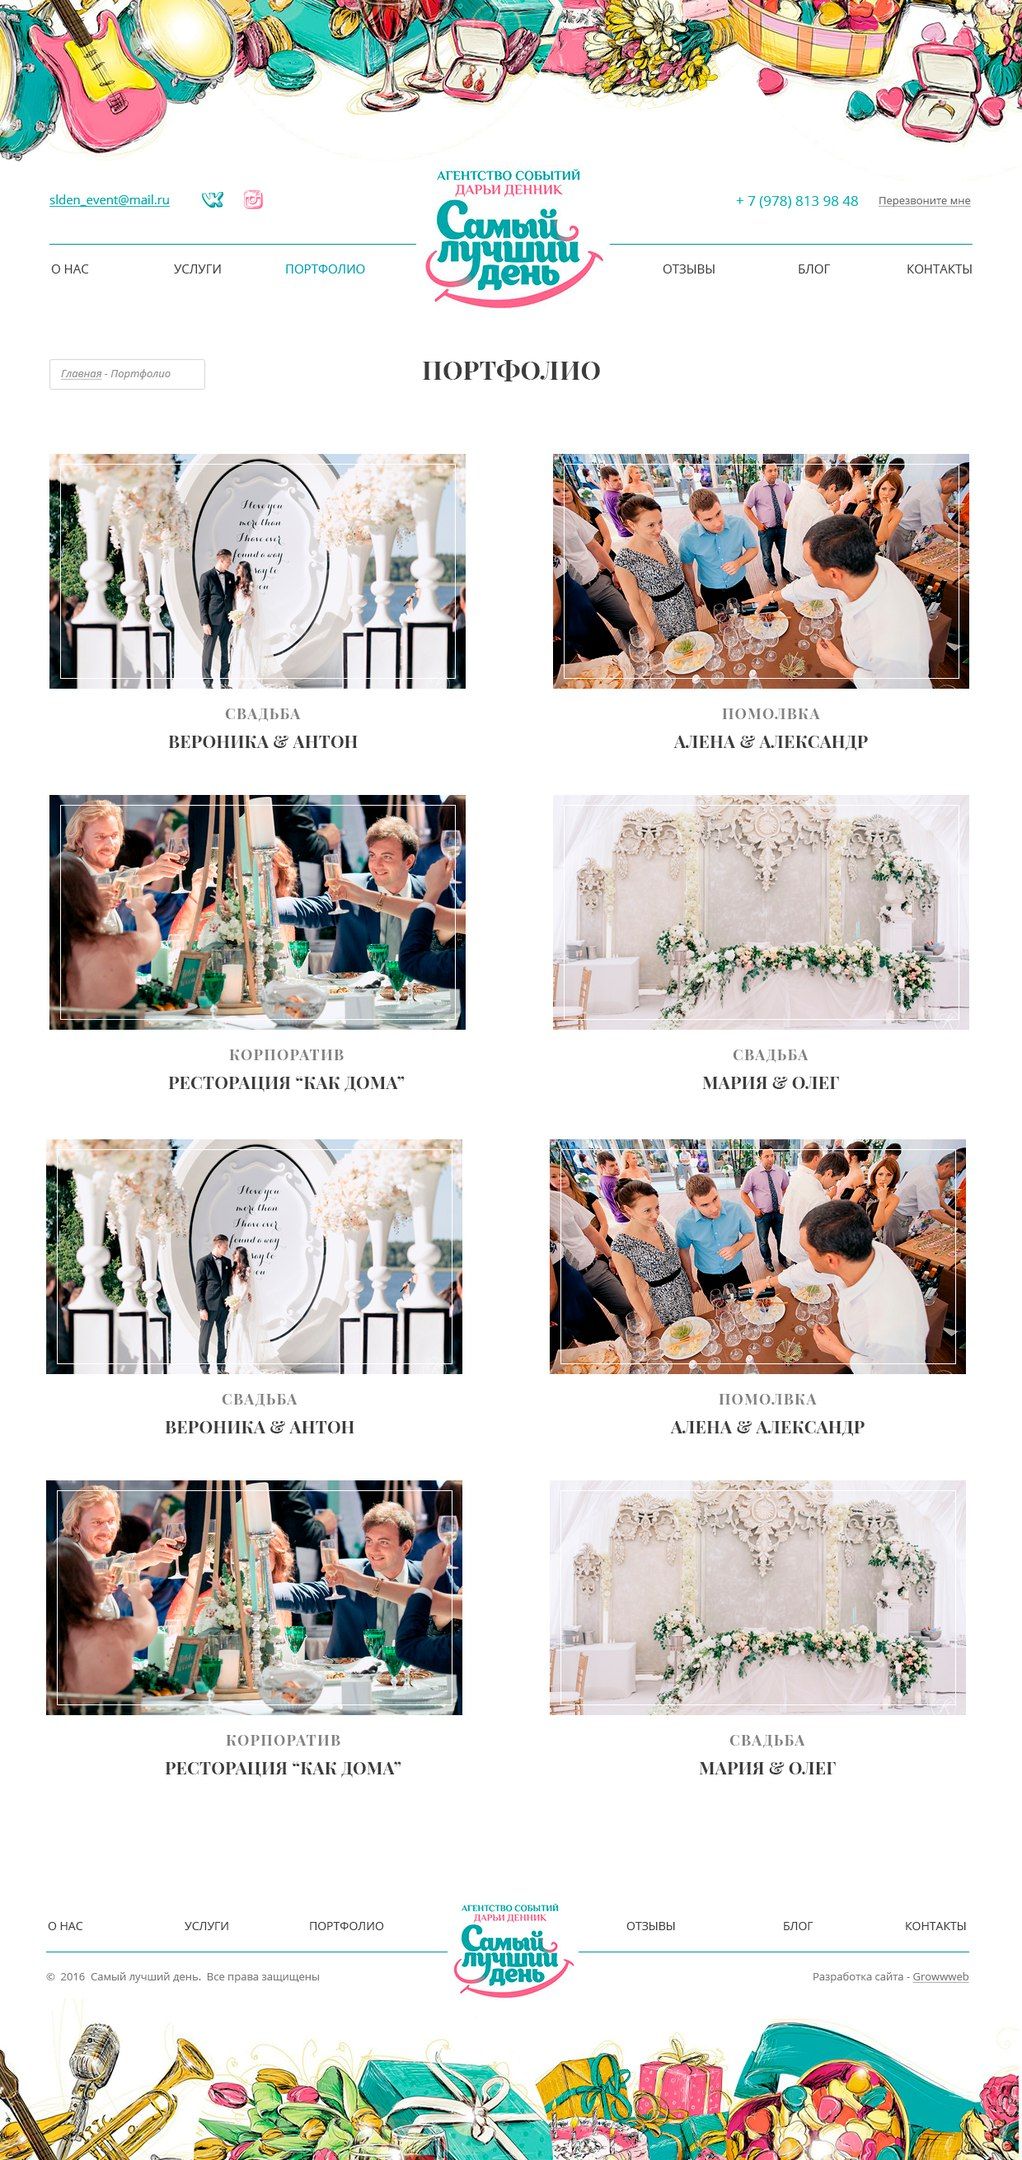 АГЕНТСТВО СОБЫТИЙ
ДАРЬИ ДЕННИК
Самый
лучший
день
slden_event@mail.ru
+ 7 (978) 813 98 48 Перезвоните мне
О НАС УСЛУГИ ПОРТФОЛИО ОТЗЫВЫ БЛОГ КОНТАКТЫ
Главная - Портфолио
ПОРТФОЛИО
I love you
more than
I have ever
found a way
say to
ou
СВАДЬБА
ВЕРОНИКА & АНТОН
ПОМОЛВКА
АЛЕНА & АЛЕКСАНДР
КОРПОРАТИВ
РЕСТОРАЦИЯ “КАК ДОМА”
СВАДЬБА
МАРИЯ & ОЛЕГ
I love you
more than
I have ever
found a way
say to
ou
СВАДЬБА
ВЕРОНИКА & АНТОН
ПОМОЛВКА
АЛЕНА & АЛЕКСАНДР
КОРПОРАТИВ
РЕСТОРАЦИЯ “КАК ДОМА”
СВАДЬБА
МАРИЯ & ОЛЕГ
АГЕНТСТВО СОБЫТИЙ
ДАРЬИ ДЕННИК
Самый
лучший
день
О НАС УСЛУГИ ПОРТФОЛИО ОТЗЫВЫ БЛОГ КОНТАКТЫ
© 2016 Самый лучший день. Все права защищены
Разработка сайта - Growwweb